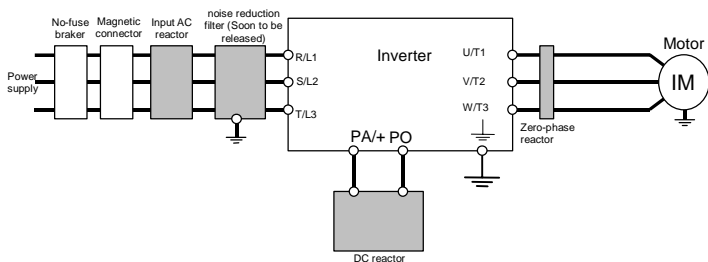 No-fuse
braker
Magnetic
connector
Input AC
reactor
noise reduction
filter (Soon to be
released)
Power
supply
R/L1
S/L2
T/L3
Inverter
U/T1
V/T2
W/T3
PA/+ PO
Zero-phase
reactor
Motor
IM
DC reactor